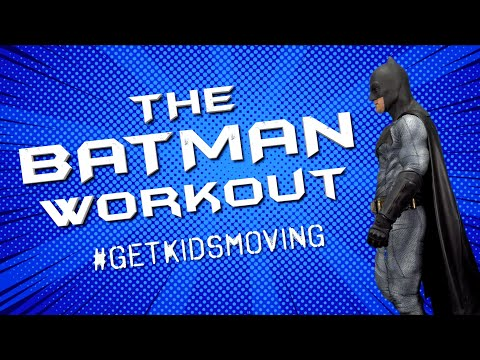 THE
BATMAN
WORKOUT
#GETKIDSMOVING